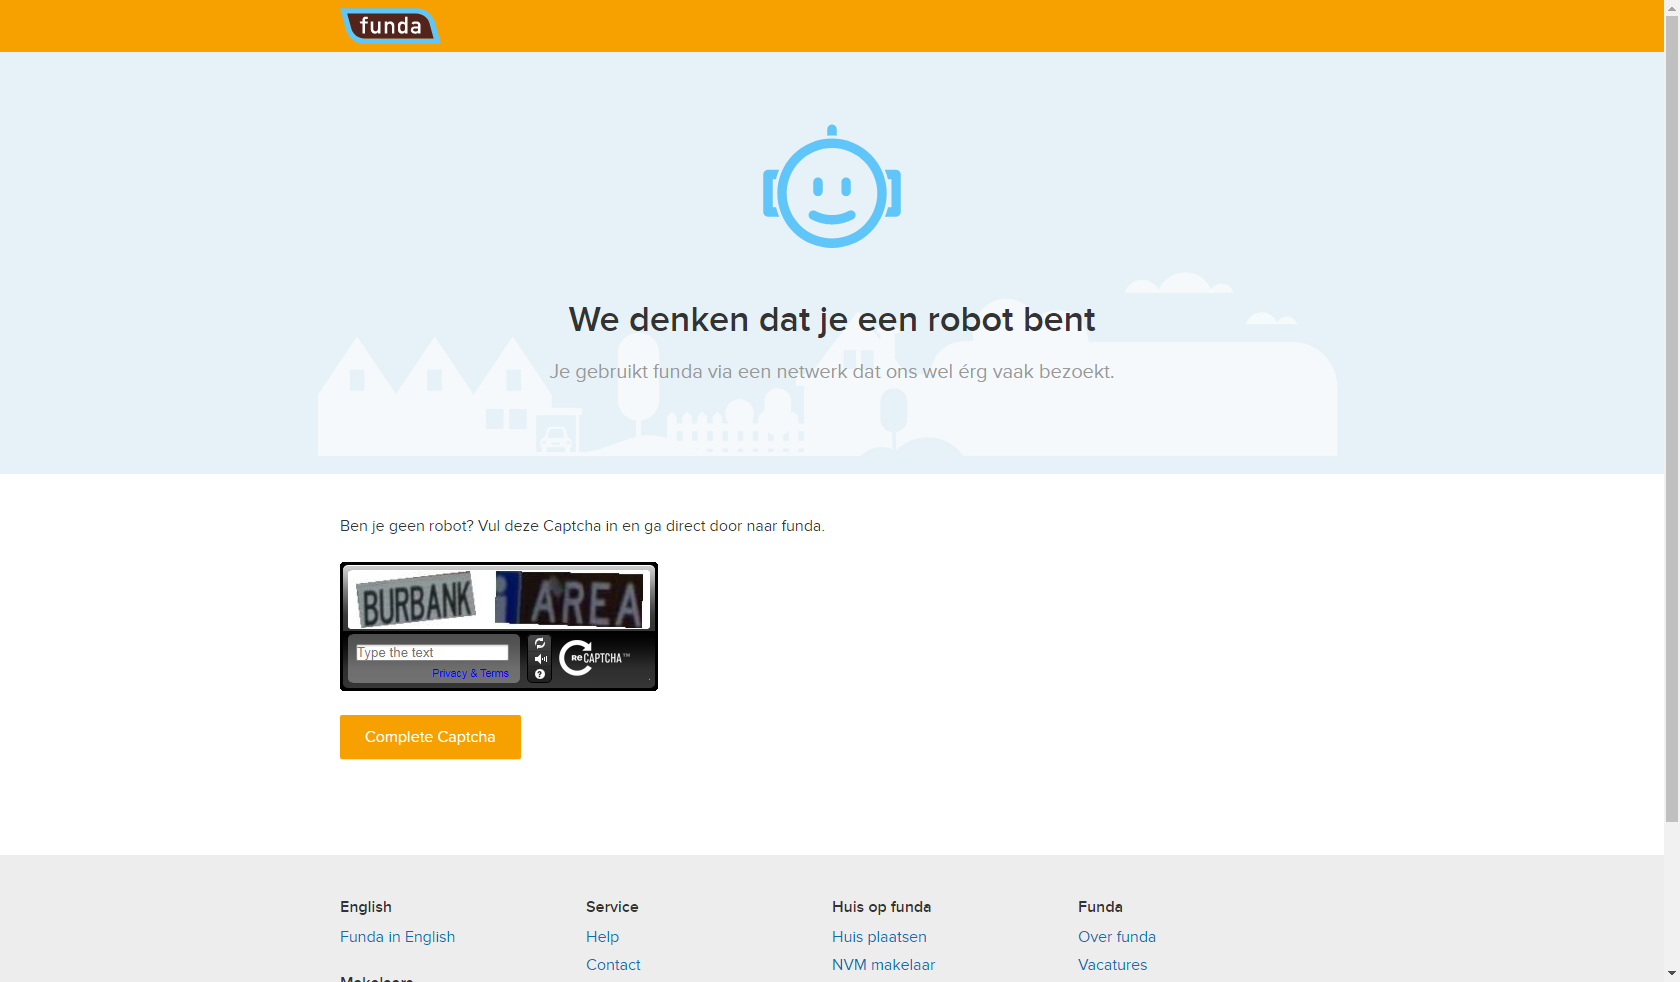 funda
We denken dat je een robot bent
Je gebruikt funda via een netwerk dat ons wel érg vaak bezoekt.
Ben je geen robot? Vul deze Captcha in en ga direct door naar funda.
BURBANK i AREA
Type the text
Privacy & Terms
reCAPTCHA™
Complete Captcha
English
Funda in English
Service
Help
Contact
Huis op funda
Huis plaatsen
NVM makelaar
Funda
Over funda
Vacatures